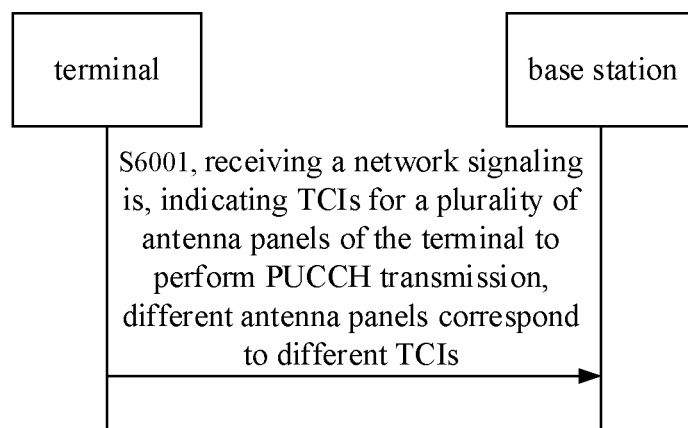 terminal
base station
S6001, receiving a network signaling
is, indicating TCIs for a plurality of
antenna panels of the terminal to
perform PUCCH transmission,
different antenna panels correspond
to different TCIs